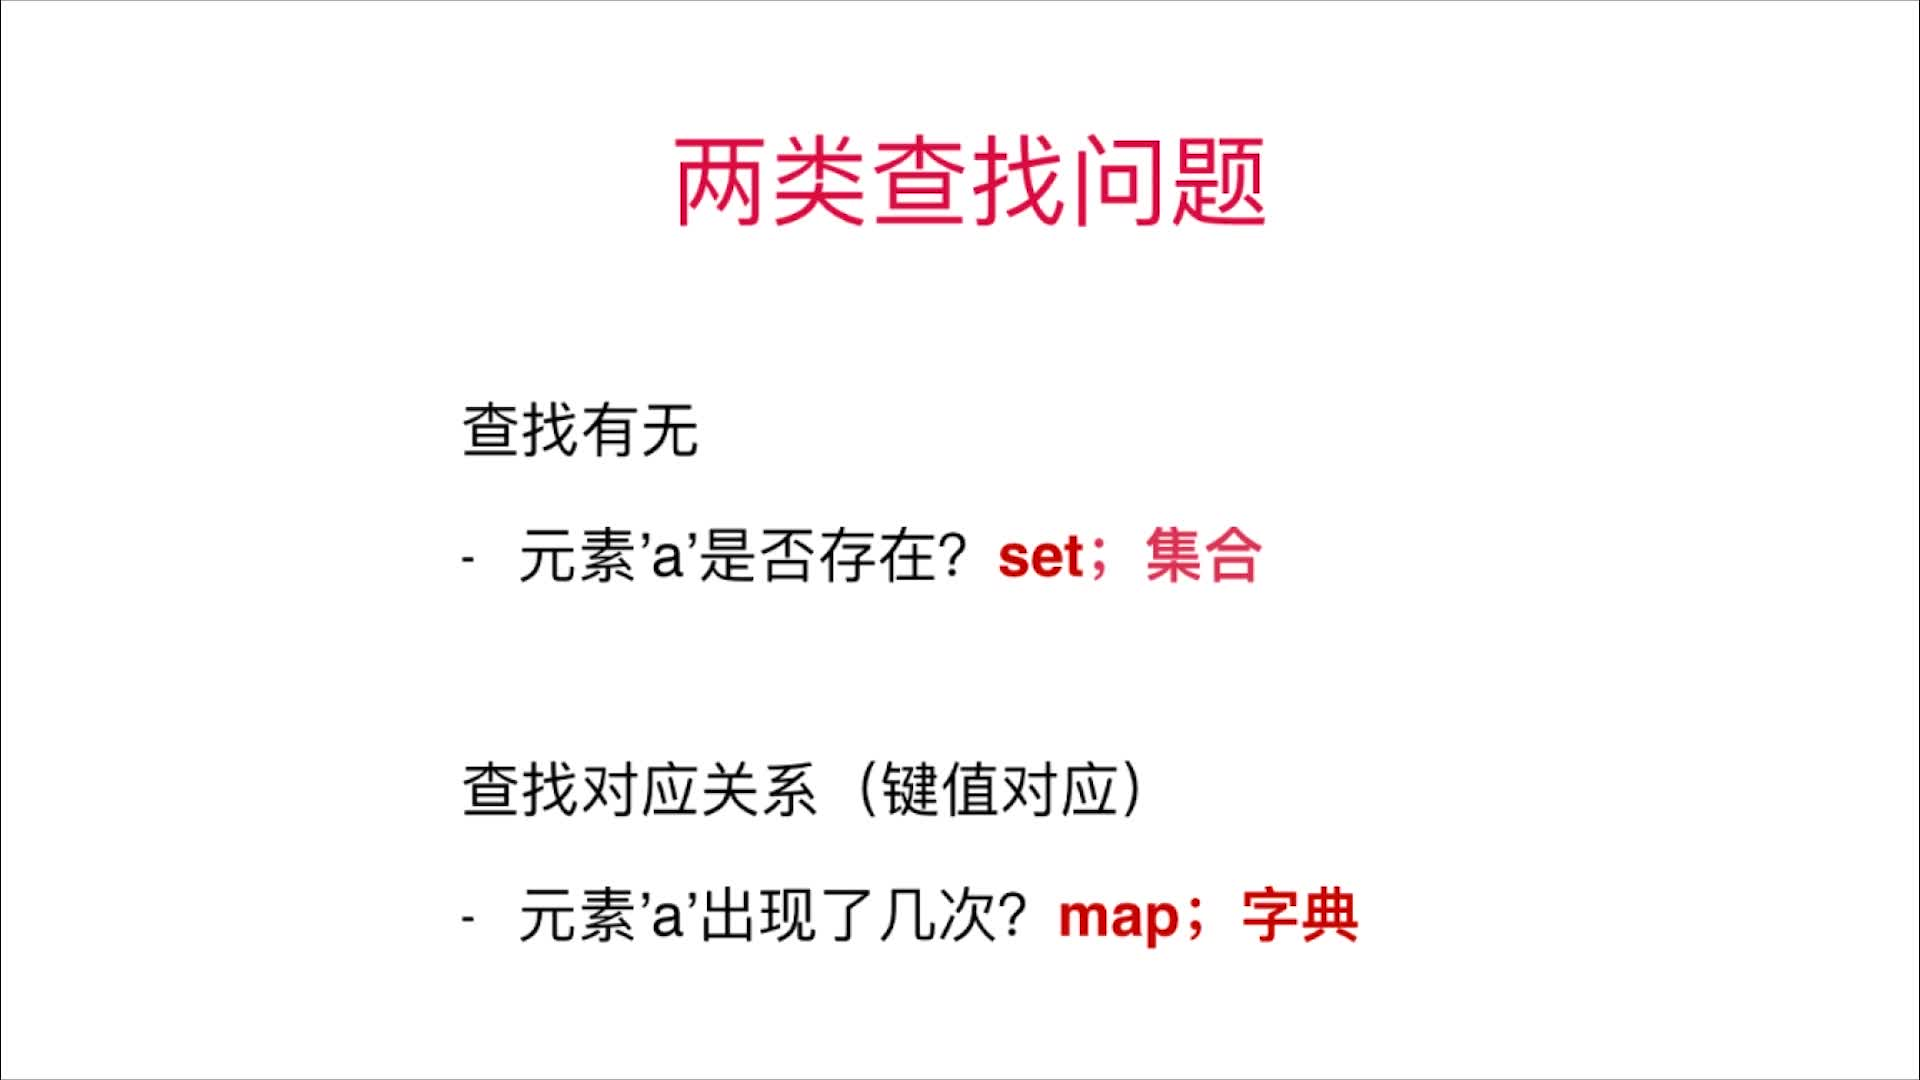 两类查找问题
查找有无
- 元素’a’是否存在？set；集合
查找对应关系（键值对应）
- 元素’a’出现了几次？map；字典